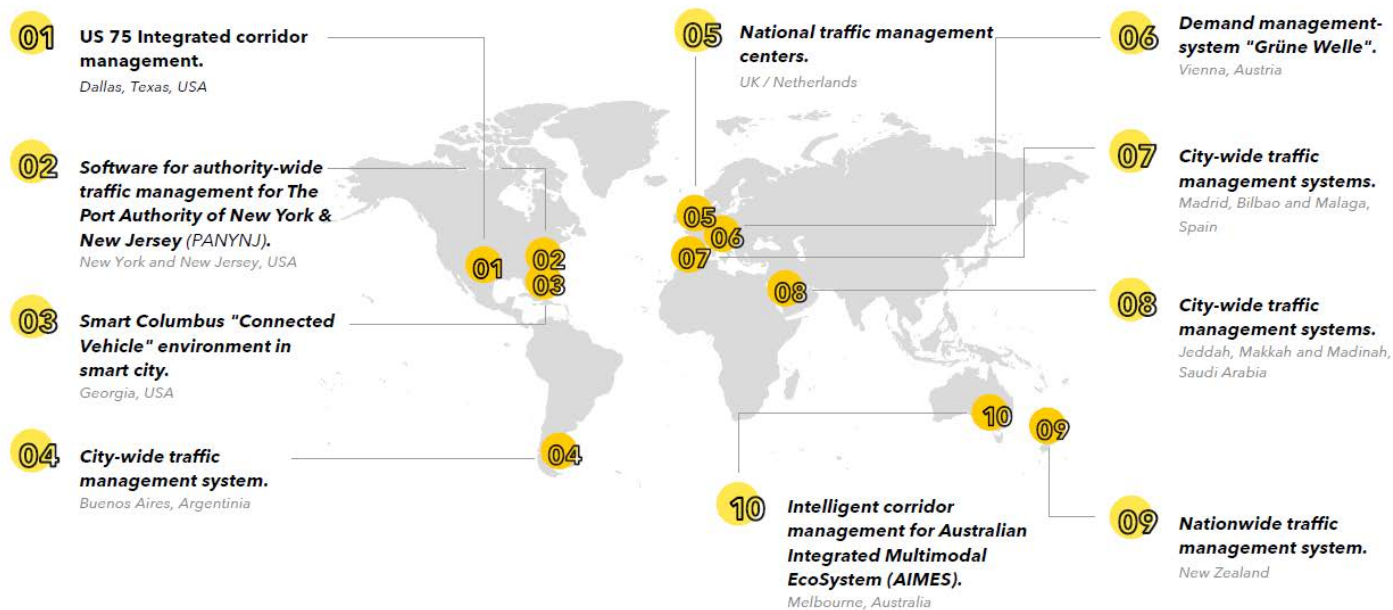 01
US 75 Integrated corridor
management.
Dallas, Texas, USA
02
Software for authority-wide
traffic management for The
Port Authority of New York &
New Jersey (PANYNJ).
New York and New Jersey, USA
03
Smart Columbus "Connected
Vehicle" environment in
smart city.
Georgia, USA
04
City-wide traffic
management system.
Buenos Aires, Argentinia
05
National traffic management
centers.
UK / Netherlands
06
Demand management-
system "Grüne Welle".
Vienna, Austria
07
City-wide traffic
management systems.
Madrid, Bilbao and Malaga,
Spain
08
City-wide traffic
management systems.
Jeddah, Makkah and Madinah,
Saudi Arabia
09
Nationwide traffic
management system.
New Zealand
10
Intelligent corridor
management for Australian
Integrated Multimodal
EcoSystem (AIMES).
Melbourne, Australia
01
02
03
04
05
06
07
08
09
10